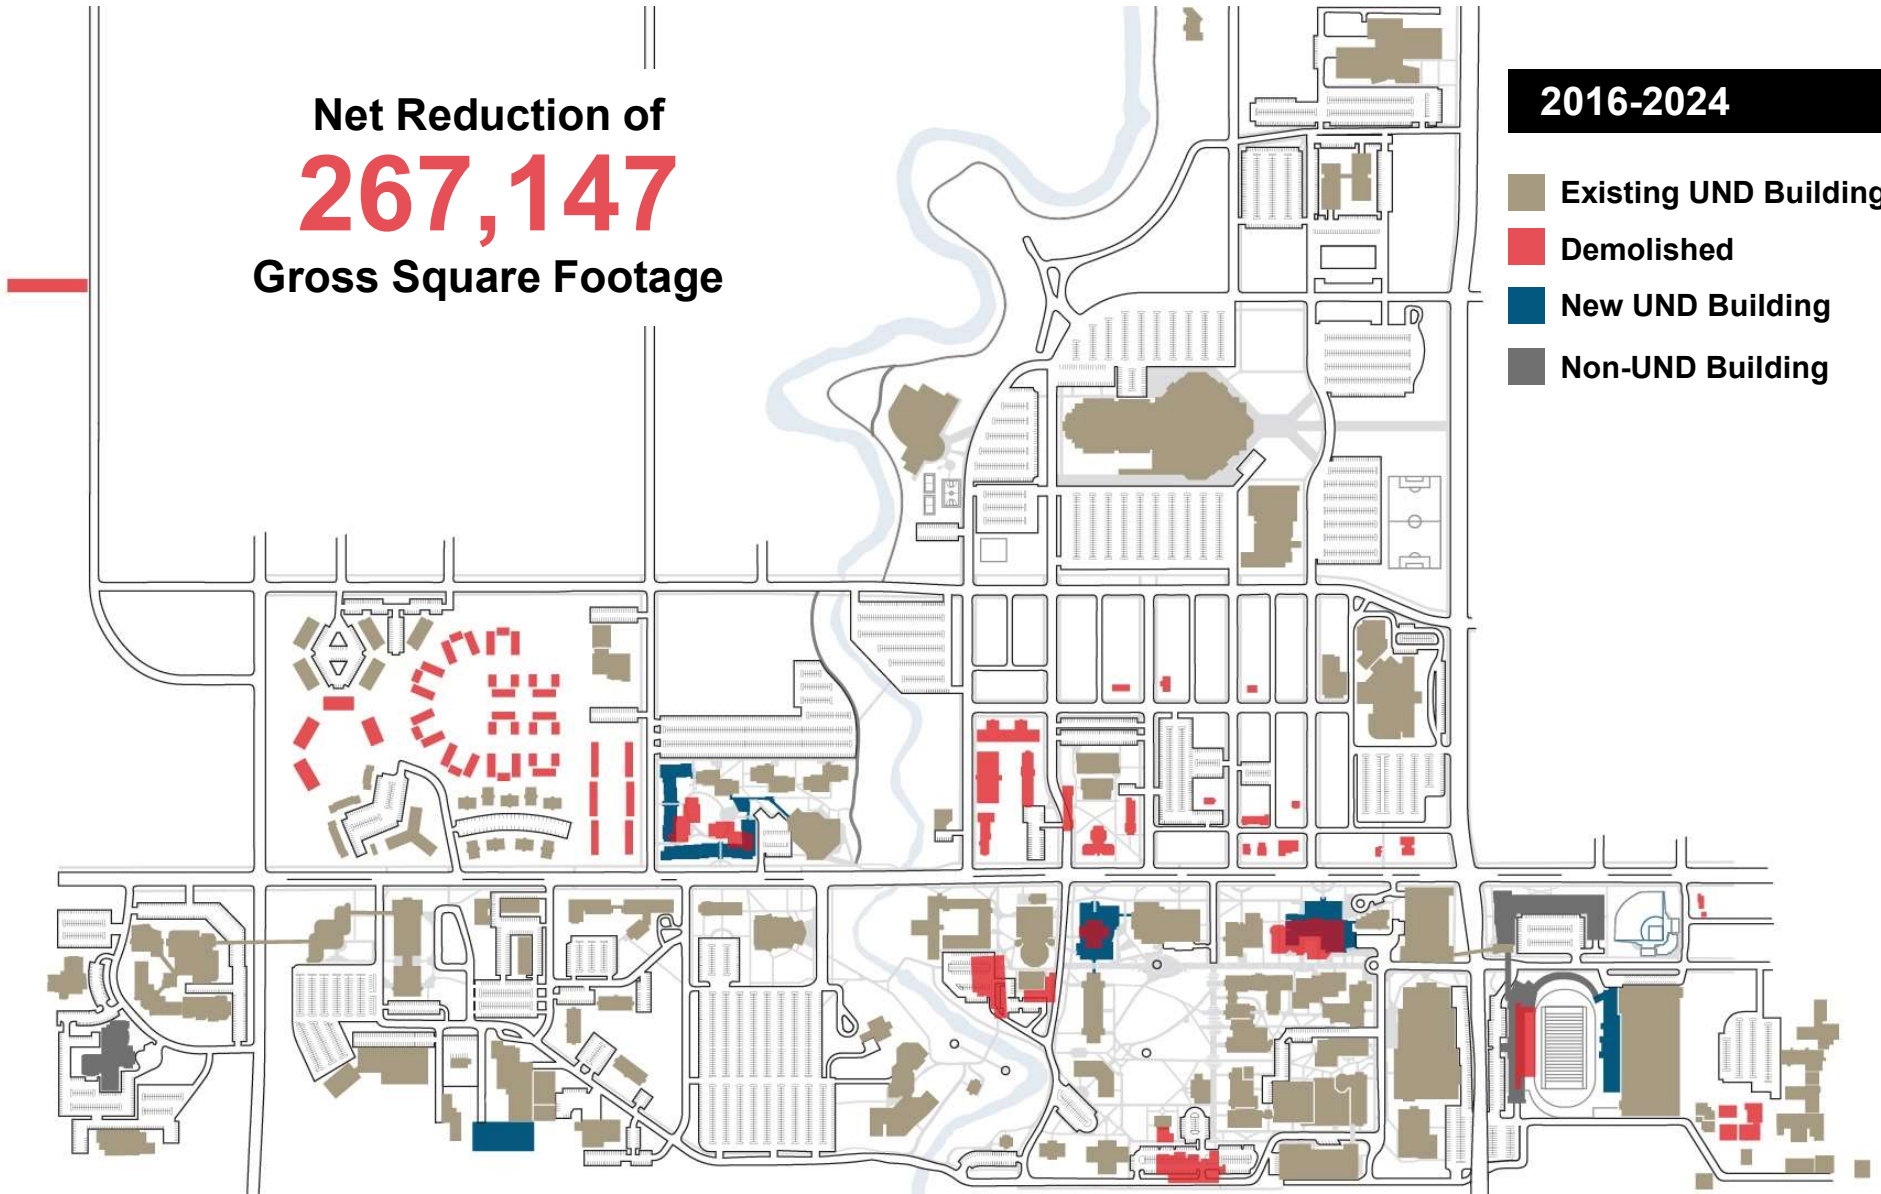 Net Reduction of
267,147
Gross Square Footage
2016-2024
Existing UND Building
Demolished
New UND Building
Non-UND Building